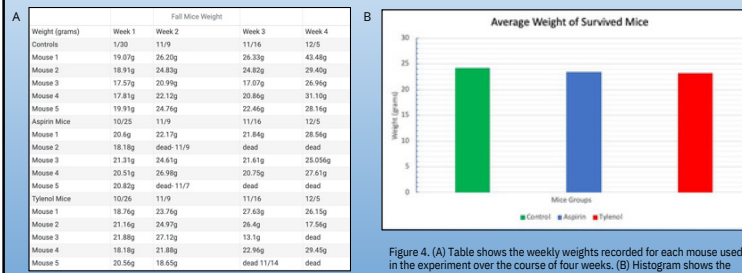 A
Fall Mice Weight
Weight (grams) Week 1 Week 2 Week 3 Week 4
Controls 1/30 11/9 11/16 12/5
Mouse 1 19.07g 26.20g 26.33g 43.48g
Mouse 2 18.91g 24.83g 24.82g 29.40g
Mouse 3 17.57g 20.99g 17.07g 26.96g
Mouse 4 17.81g 22.12g 20.86g 31.10g
Mouse 5 19.91g 24.76g 22.46g 28.16g
Aspirin Mice 10/25 11/9 11/16 12/5
Mouse 1 20.6g 22.17g 21.84g 28.56g
Mouse 2 18.18g dead- 11/9 dead dead
Mouse 3 21.31g 24.61g 21.61g 25.056g
Mouse 4 20.51g 26.98g 20.75g 27.61g
Mouse 5 20.82g dead- 11/7 dead dead
Tylenol Mice 10/26 11/9 11/16 12/5
Mouse 1 18.76g 23.76g 27.63g 26.15g
Mouse 2 21.16g 24.97g 26.4g 17.56g
Mouse 3 21.88g 27.12g 13.1g dead
Mouse 4 18.18g 21.88g 22.96g 29.45g
Mouse 5 20.56g 18.65g dead 11/14 dead
B
Average Weight of Survived Mice
Weight (grams)
30
25
20
15
10
5
0
Mice Groups
Control Aspirin Tylenol
Figure 4. (A) Table shows the weekly weights recorded for each mouse used
in the experiment over the course of four weeks. (B) Histogram shows the